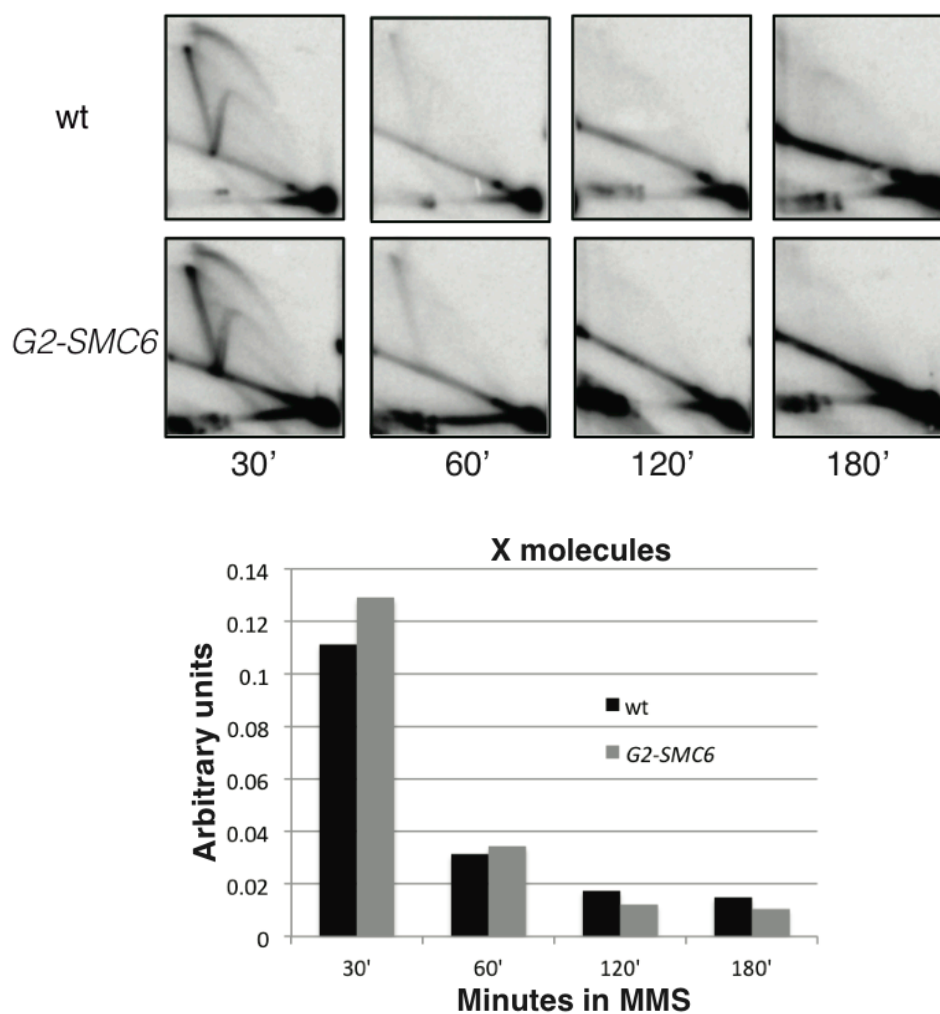 wt
G2-SMC6
30’ 60’ 120’ 180’
X molecules
0.14
0.12
0.1
0.08
0.06
0.04
0.02
0
Arbitrary units
wt
G2-SMC6
30' 60' 120' 180'
Minutes in MMS